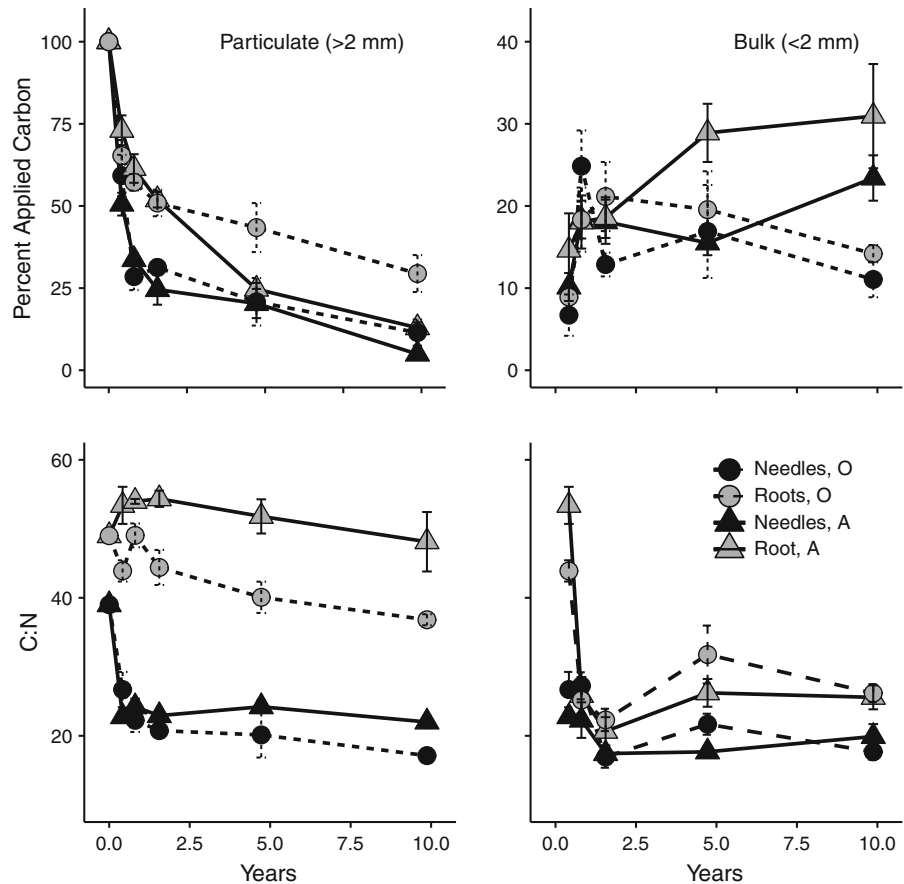 Particulate (>2 mm)
Bulk (<2 mm)
Percent Applied Carbon
100
75
50
25
0
40
30
20
10
0
C:N
60
40
20
Needles, O
Roots, O
Needles, A
Root, A
0.0 2.5 5.0 7.5 10.0
0.0 2.5 5.0 7.5 10.0
Years
Years